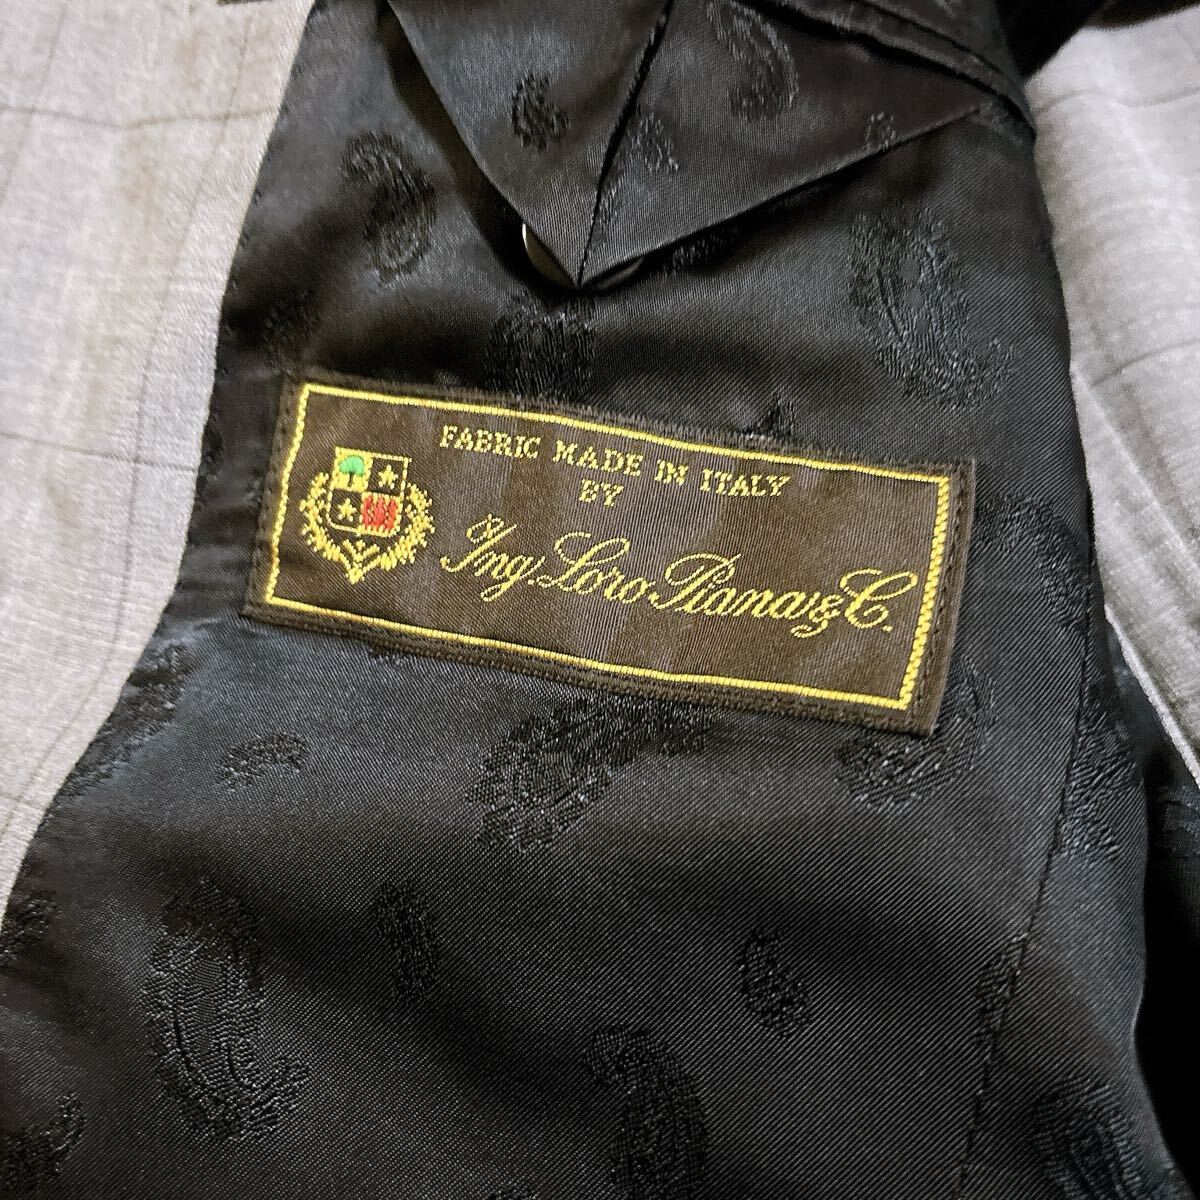 FABRIC MADE IN ITALY
BY
Ing. Loro Piana & C.